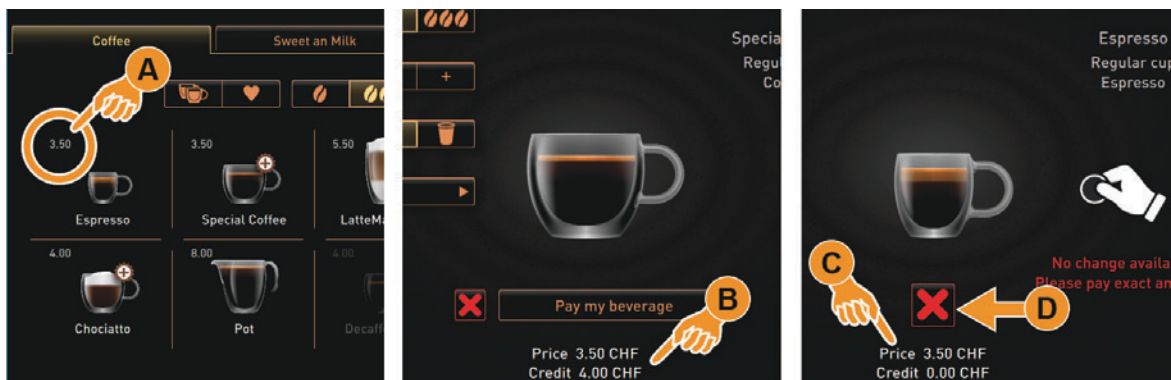 Coffee
Sweet an Milk
A
3.50
3.50
5.50
Espresso
Special Coffee
LatteMa
4.00
8.00
4.00
Chociatto
Pot
Decaff
Specia
Regul
Co
+
Pay my beverage
B
Price 3.50 CHF
Credit 4.00 CHF
Espresso
Regular cup
Espresso
No change availa
Please pay exact am
C
D
Price 3.50 CHF
Credit 0.00 CHF